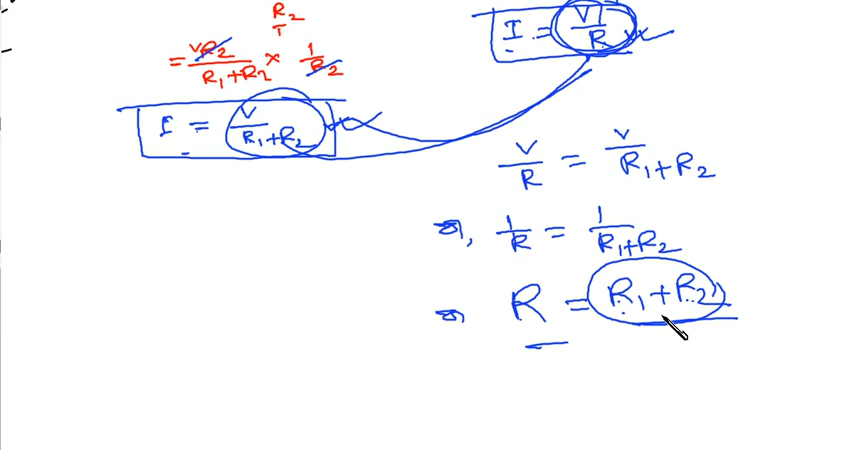 R₂
T
= VR₂/(R₁+R₂) × 1/R₂
I = V/(R₁+R₂)
I = V/R
V/R = V/(R₁+R₂)
বা, 1/R = 1/(R₁+R₂)
বা R = R₁+R₂